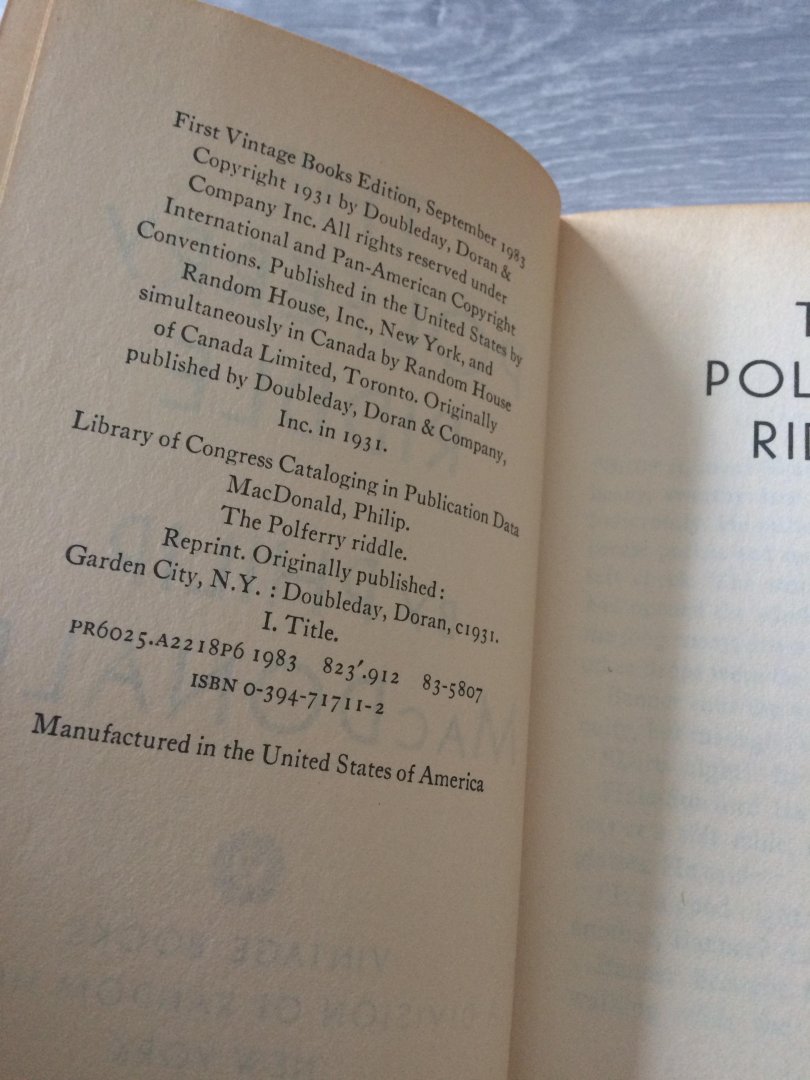 First Vintage Books Edition, September 1983
Copyright 1931 by Doubleday, Doran &
Company Inc. All rights reserved under
International and Pan-American Copyright
Conventions. Published in the United States by
Random House, Inc., New York, and
simultaneously in Canada by Random House
of Canada Limited, Toronto. Originally
published by Doubleday, Doran & Company,
Inc. in 1931.
Library of Congress Cataloging in Publication Data
MacDonald, Philip.
The Polferry riddle.
Reprint. Originally published:
Garden City, N.Y. : Doubleday, Doran, c1931.
I. Title.
PR6025.A2218P6 1983 823'.912 83-5807
ISBN 0-394-71711-2
Manufactured in the United States of America
T
POL
RI